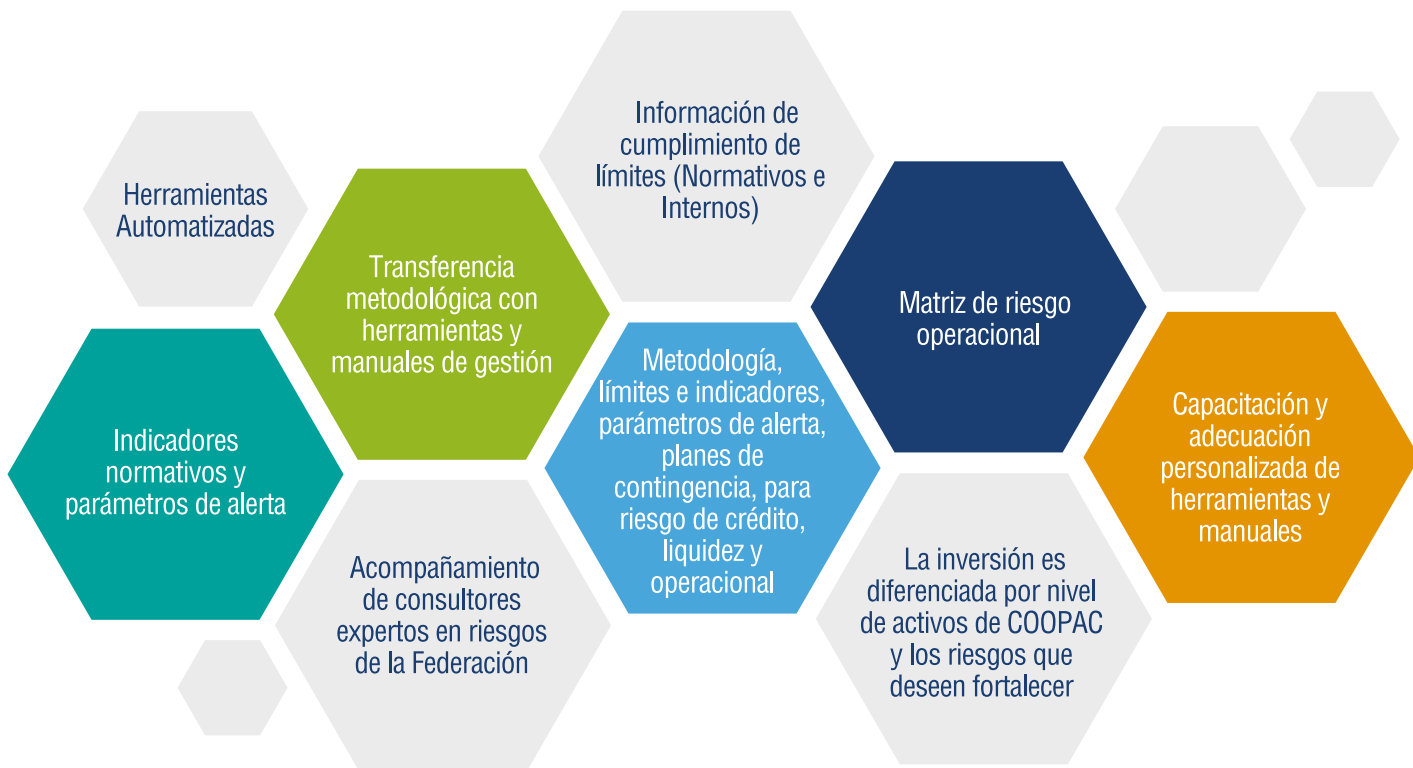 Herramientas
Automatizadas
Transferencia
metodológica con
herramientas y
manuales de gestión
Información de
cumplimiento de
límites (Normativos e
Internos)
Matriz de riesgo
operacional
Indicadores
normativos y
parámetros de alerta
Metodología,
límites e indicadores,
parámetros de alerta,
planes de
contingencia, para
riesgo de crédito,
liquidez y
operacional
Capacitación y
adecuación
personalizada de
herramientas y
manuales
Acompañamiento
de consultores
expertos en riesgos
de la Federación
La inversión es
diferenciada por nivel
de activos de COOPAC
y los riesgos que
deseen fortalecer